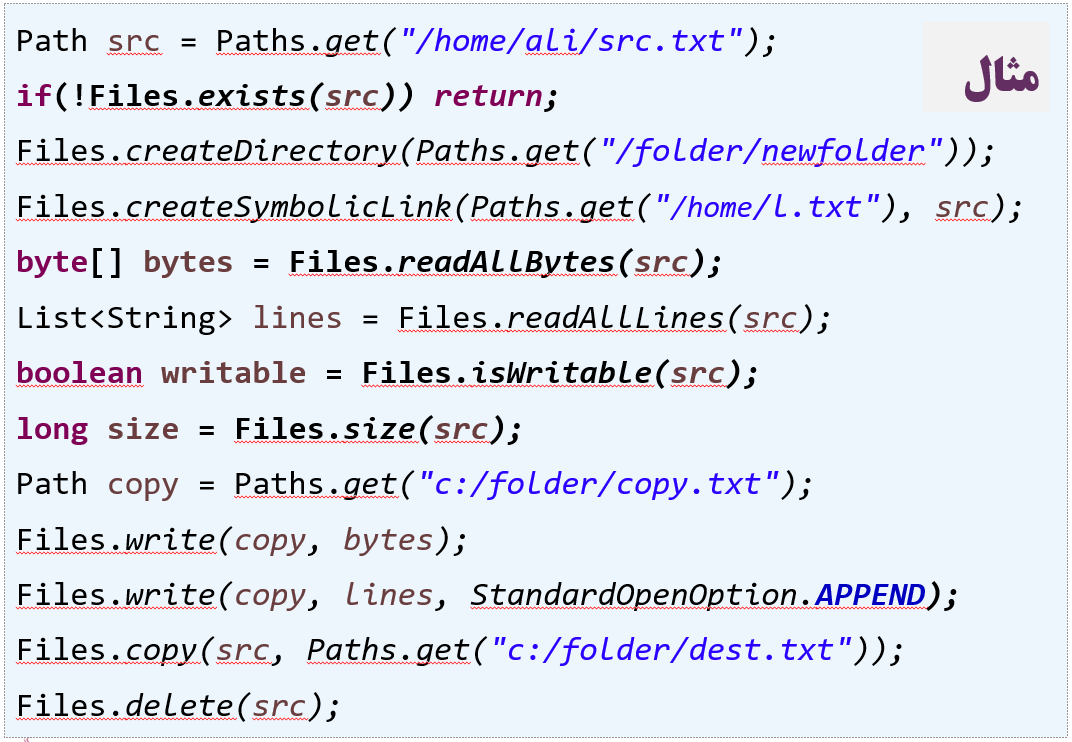 مثال
Path src = Paths.get("/home/ali/src.txt");
if(!Files.exists(src)) return;
Files.createDirectory(Paths.get("/folder/newfolder"));
Files.createSymbolicLink(Paths.get("/home/l.txt"), src);
byte[] bytes = Files.readAllBytes(src);
List<String> lines = Files.readAllLines(src);
boolean writable = Files.isWritable(src);
long size = Files.size(src);
Path copy = Paths.get("c:/folder/copy.txt");
Files.write(copy, bytes);
Files.write(copy, lines, StandardOpenOption.APPEND);
Files.copy(src, Paths.get("c:/folder/dest.txt"));
Files.delete(src);